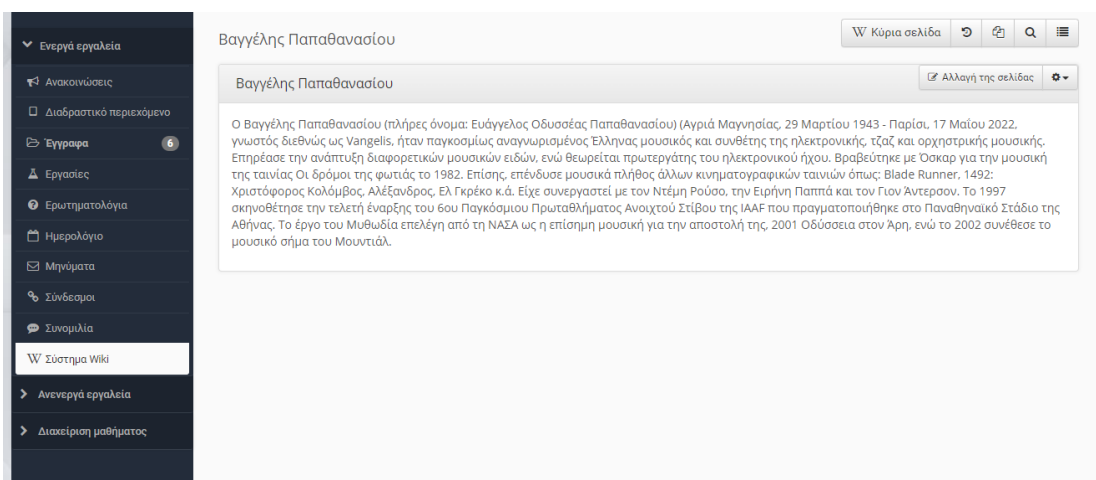 Ενεργά εργαλεία
Ανακοινώσεις
Διαδραστικό περιεχόμενο
Έγγραφα 6
Εργασίες
Ερωτηματολόγια
Ημερολόγιο
Μηνύματα
Σύνδεσμοι
Συνομιλία
W Σύστημα Wiki
Ανενεργά εργαλεία
Διαχείριση μαθήματος
Βαγγέλης Παπαθανασίου
W Κύρια σελίδα
Βαγγέλης Παπαθανασίου
Αλλαγή της σελίδας
Ο Βαγγέλης Παπαθανασίου (πλήρες όνομα: Ευάγγελος Οδυσσέας Παπαθανασίου) (Αγριά Μαγνησίας, 29 Μαρτίου 1943 - Παρίσι, 17 Μαΐου 2022,
γνωστός διεθνώς ως Vangelis, ήταν παγκοσμίως αναγνωρισμένος Έλληνας μουσικός και συνθέτης της ηλεκτρονικής, τζαζ και ορχηστρικής μουσικής.
Επηρέασε την ανάπτυξη διαφορετικών μουσικών ειδών, ενώ θεωρείται πρωτεργάτης του ηλεκτρονικού ήχου. Βραβεύτηκε με Όσκαρ για την μουσική
της ταινίας Οι δρόμοι της φωτιάς το 1982. Επίσης, επένδυσε μουσικά πλήθος άλλων κινηματογραφικών ταινιών όπως: Blade Runner, 1492:
Χριστόφορος Κολόμβος, Αλέξανδρος, Ελ Γκρέκο κ.ά. Είχε συνεργαστεί με τον Ντέμη Ρούσο, την Ειρήνη Παππά και τον Γιον Άντερσον. Το 1997
σκηνοθέτησε την τελετή έναρξης του 6ου Παγκόσμιου Πρωταθλήματος Ανοιχτού Στίβου της IAAF που πραγματοποιήθηκε στο Παναθηναϊκό Στάδιο της
Αθήνας. Το έργο του Μυθωδία επελέγη από τη ΝΑΣΑ ως η επίσημη μουσική για την αποστολή της, 2001 Οδύσσεια στον Άρη, ενώ το 2002 συνέθεσε το
μουσικό σήμα του Μουντιάλ.